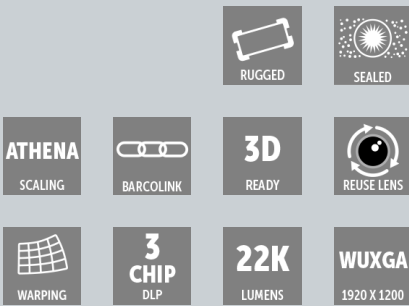 RUGGED
SEALED
ATHENA
SCALING
BARCOLINK
3D
READY
REUSE LENS
WARPING
3
CHIP
DLP
22K
LUMENS
WUXGA
1920 X 1200